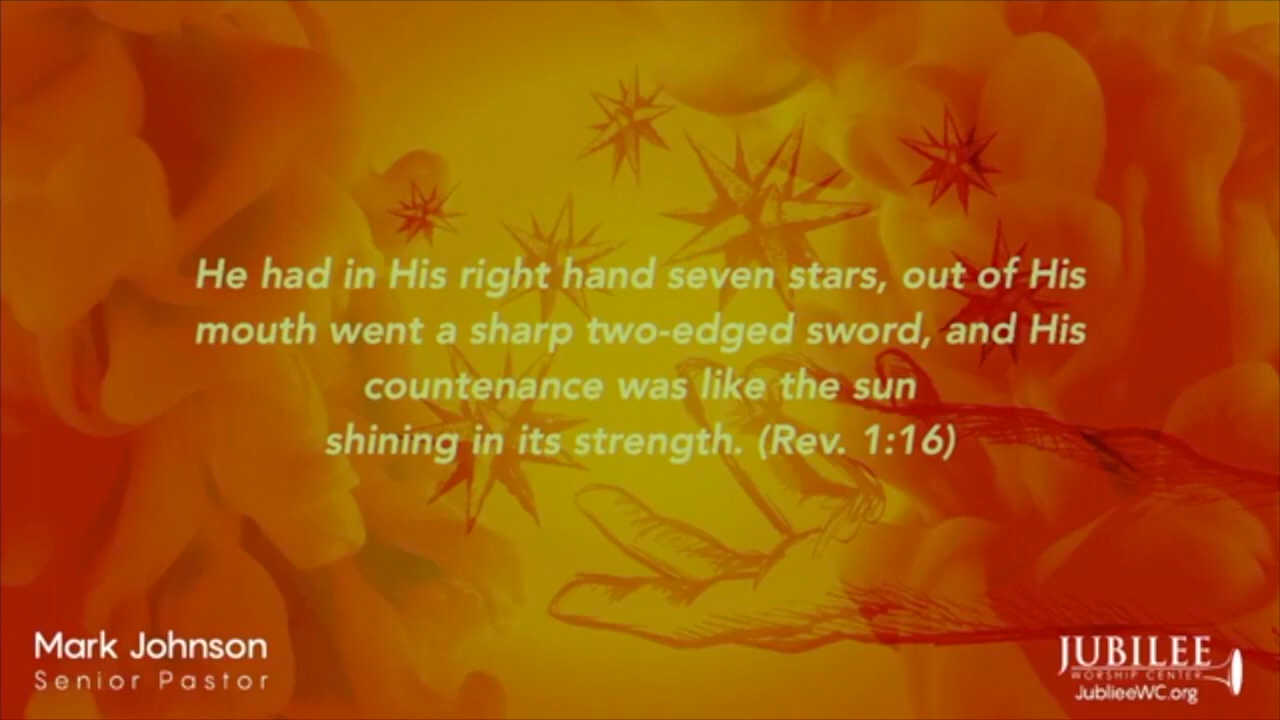 He had in His right hand seven stars, out of His
mouth went a sharp two-edged sword, and His
countenance was like the sun
shining in its strength. (Rev. 1:16)
Mark Johnson
Senior Pastor
JUBILEE
WORSHIP CENTER
JublieeWC.org